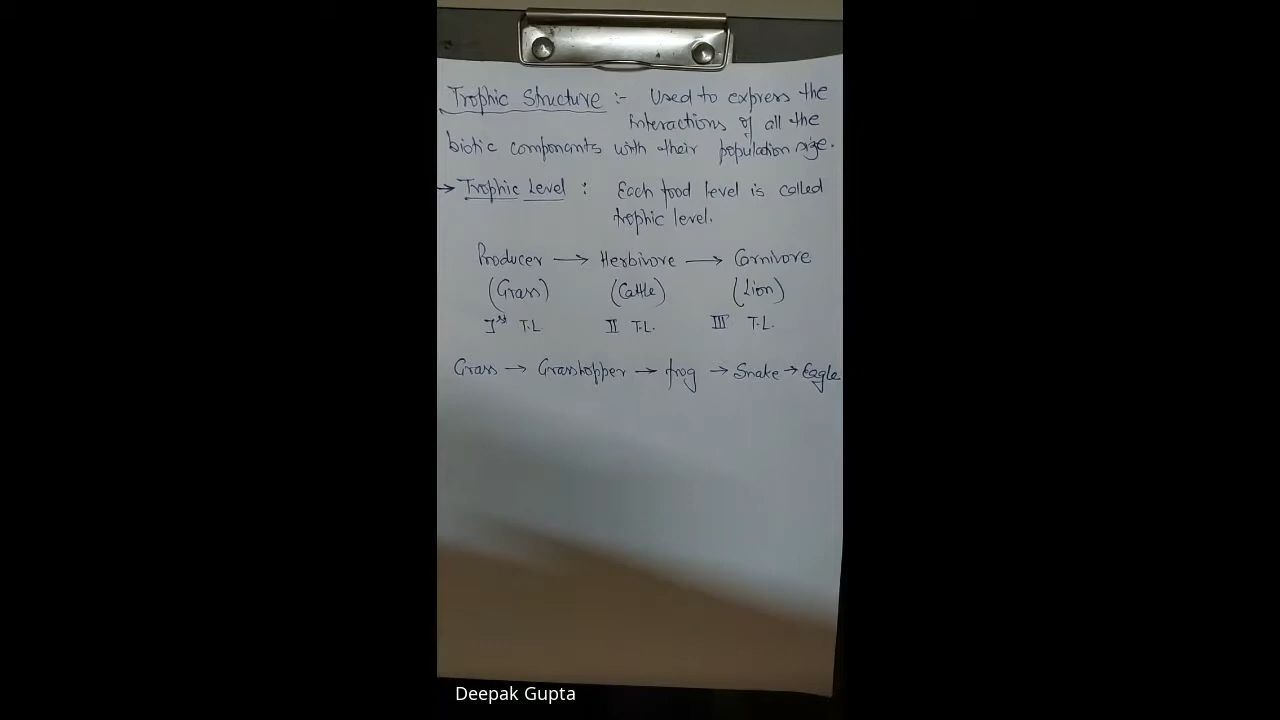 Trophic Structure :- Used to express the
interactions of all the
biotic componants with their population size.
→ Trophic Level : Each food level is called
trophic level.
Producer → Herbivore → Carnivore
(Grass) (Cattle) (Lion)
Ist T.L II T.L. III T.L.
Grass → Grasshopper → frog → Snake → Eagle
Deepak Gupta